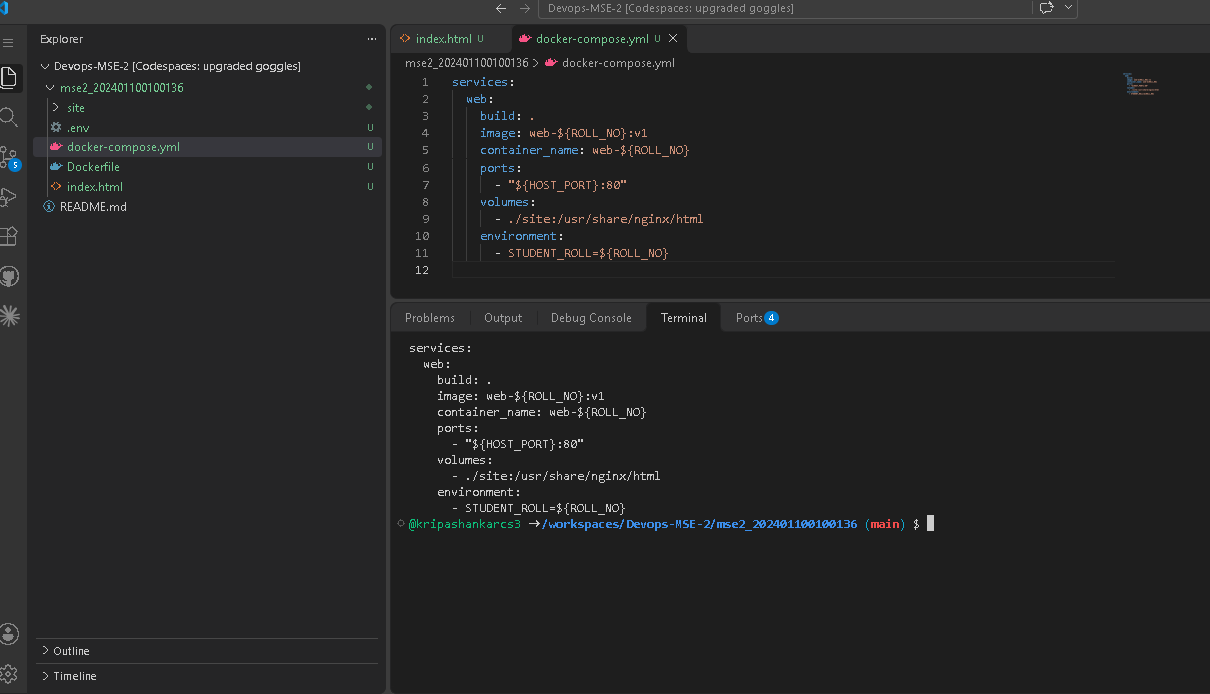 Devops-MSE-2 [Codespaces: upgraded goggles]
Explorer
Devops-MSE-2 [Codespaces: upgraded goggles]
mse2_202401100100136
site
.env U
docker-compose.yml U
Dockerfile U
index.html U
README.md
5
Outline
Timeline
index.html U
docker-compose.yml U
mse2_202401100100136 > docker-compose.yml
1 services:
2 web:
3 build: .
4 image: web-${ROLL_NO}:v1
5 container_name: web-${ROLL_NO}
6 ports:
7 - "${HOST_PORT}:80"
8 volumes:
9 - ./site:/usr/share/nginx/html
10 environment:
11 - STUDENT_ROLL=${ROLL_NO}
12
Problems Output Debug Console Terminal Ports 4
services:
web:
build: .
image: web-${ROLL_NO}:v1
container_name: web-${ROLL_NO}
ports:
- "${HOST_PORT}:80"
volumes:
- ./site:/usr/share/nginx/html
environment:
- STUDENT_ROLL=${ROLL_NO}
@kripashankarcs3 ➜/workspaces/Devops-MSE-2/mse2_202401100100136 (main) $